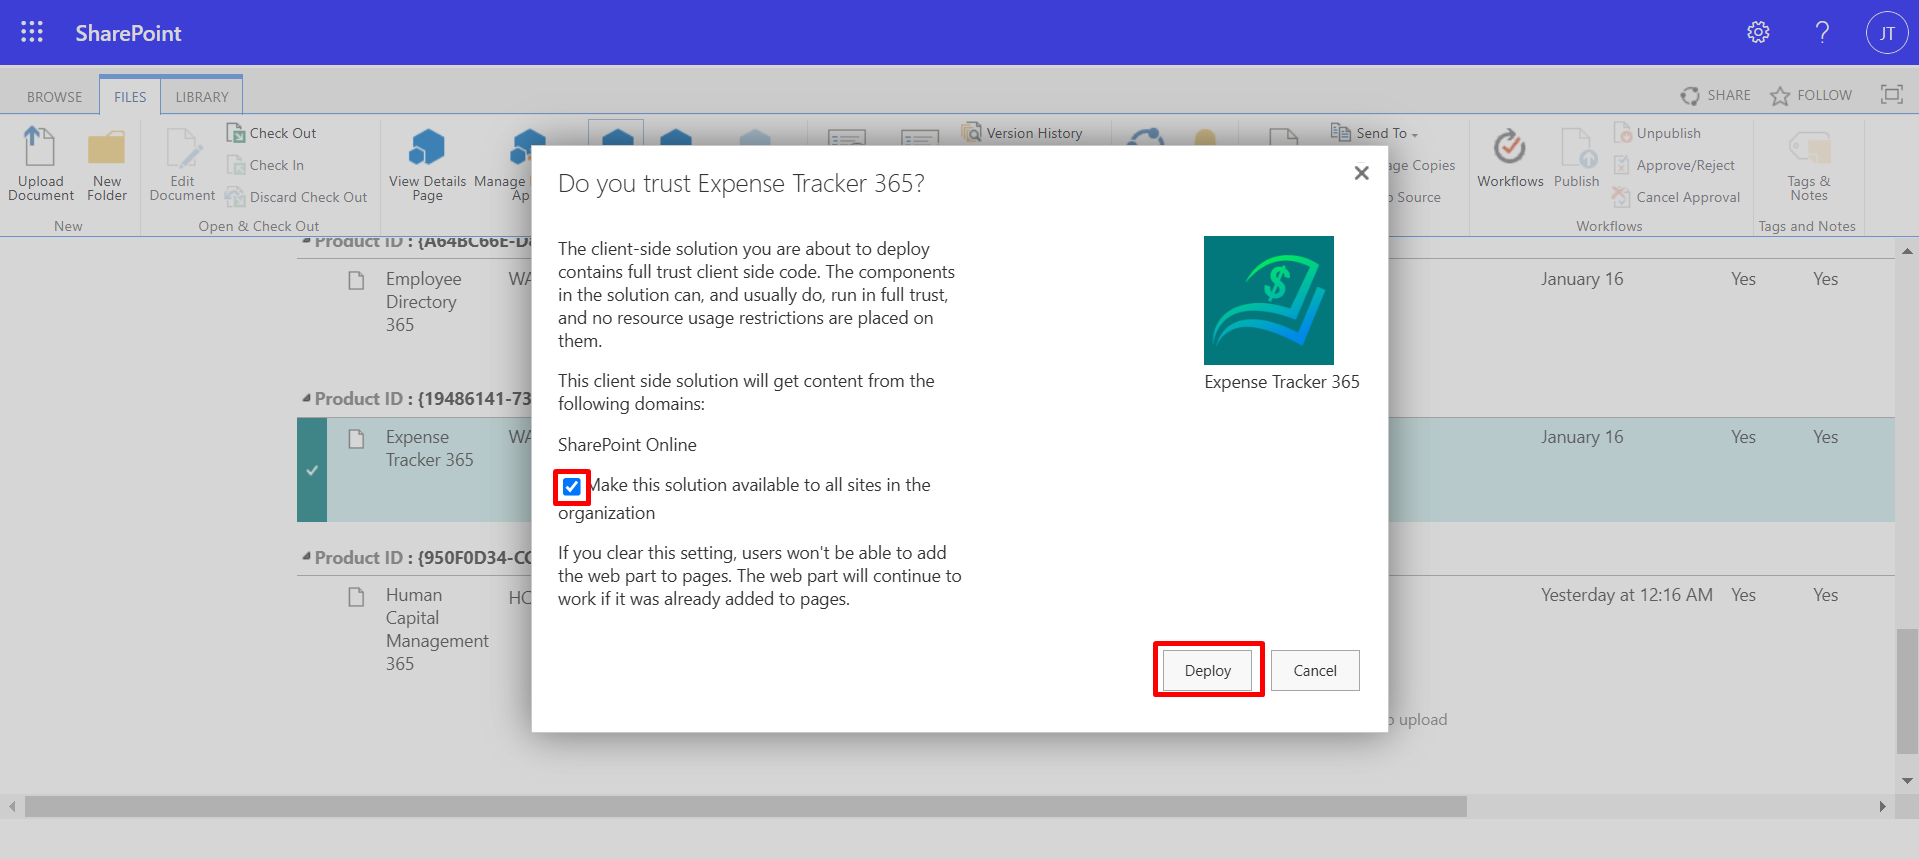 SharePoint
JT
BROWSE
FILES
LIBRARY
SHARE
FOLLOW
Upload
Document
New
Folder
New
Edit
Document
Check Out
Check In
Discard Check Out
Open & Check Out
View Details
Page
Manage
Version History
Send To
Copies
Source
Workflows
Publish
Unpublish
Approve/Reject
Cancel Approval
Workflows
Tags &
Notes
Tags and Notes
Do you trust Expense Tracker 365?
The client-side solution you are about to deploy
contains full trust client side code. The components
in the solution can, and usually do, run in full trust,
and no resource usage restrictions are placed on
them.
This client side solution will get content from the
following domains:
SharePoint Online
Make this solution available to all sites in the
organization
If you clear this setting, users won't be able to add
the web part to pages. The web part will continue to
work if it was already added to pages.
$
Expense Tracker 365
Deploy
Cancel
Product ID : {A64BC66E-D
Employee
Directory
365
January 16
Yes
Yes
Product ID : {19486141-73
Expense
Tracker 365
January 16
Yes
Yes
Product ID : {950F0D34-CC
Human
Capital
Management
365
HC
Yesterday at 12:16 AM
Yes
Yes
upload